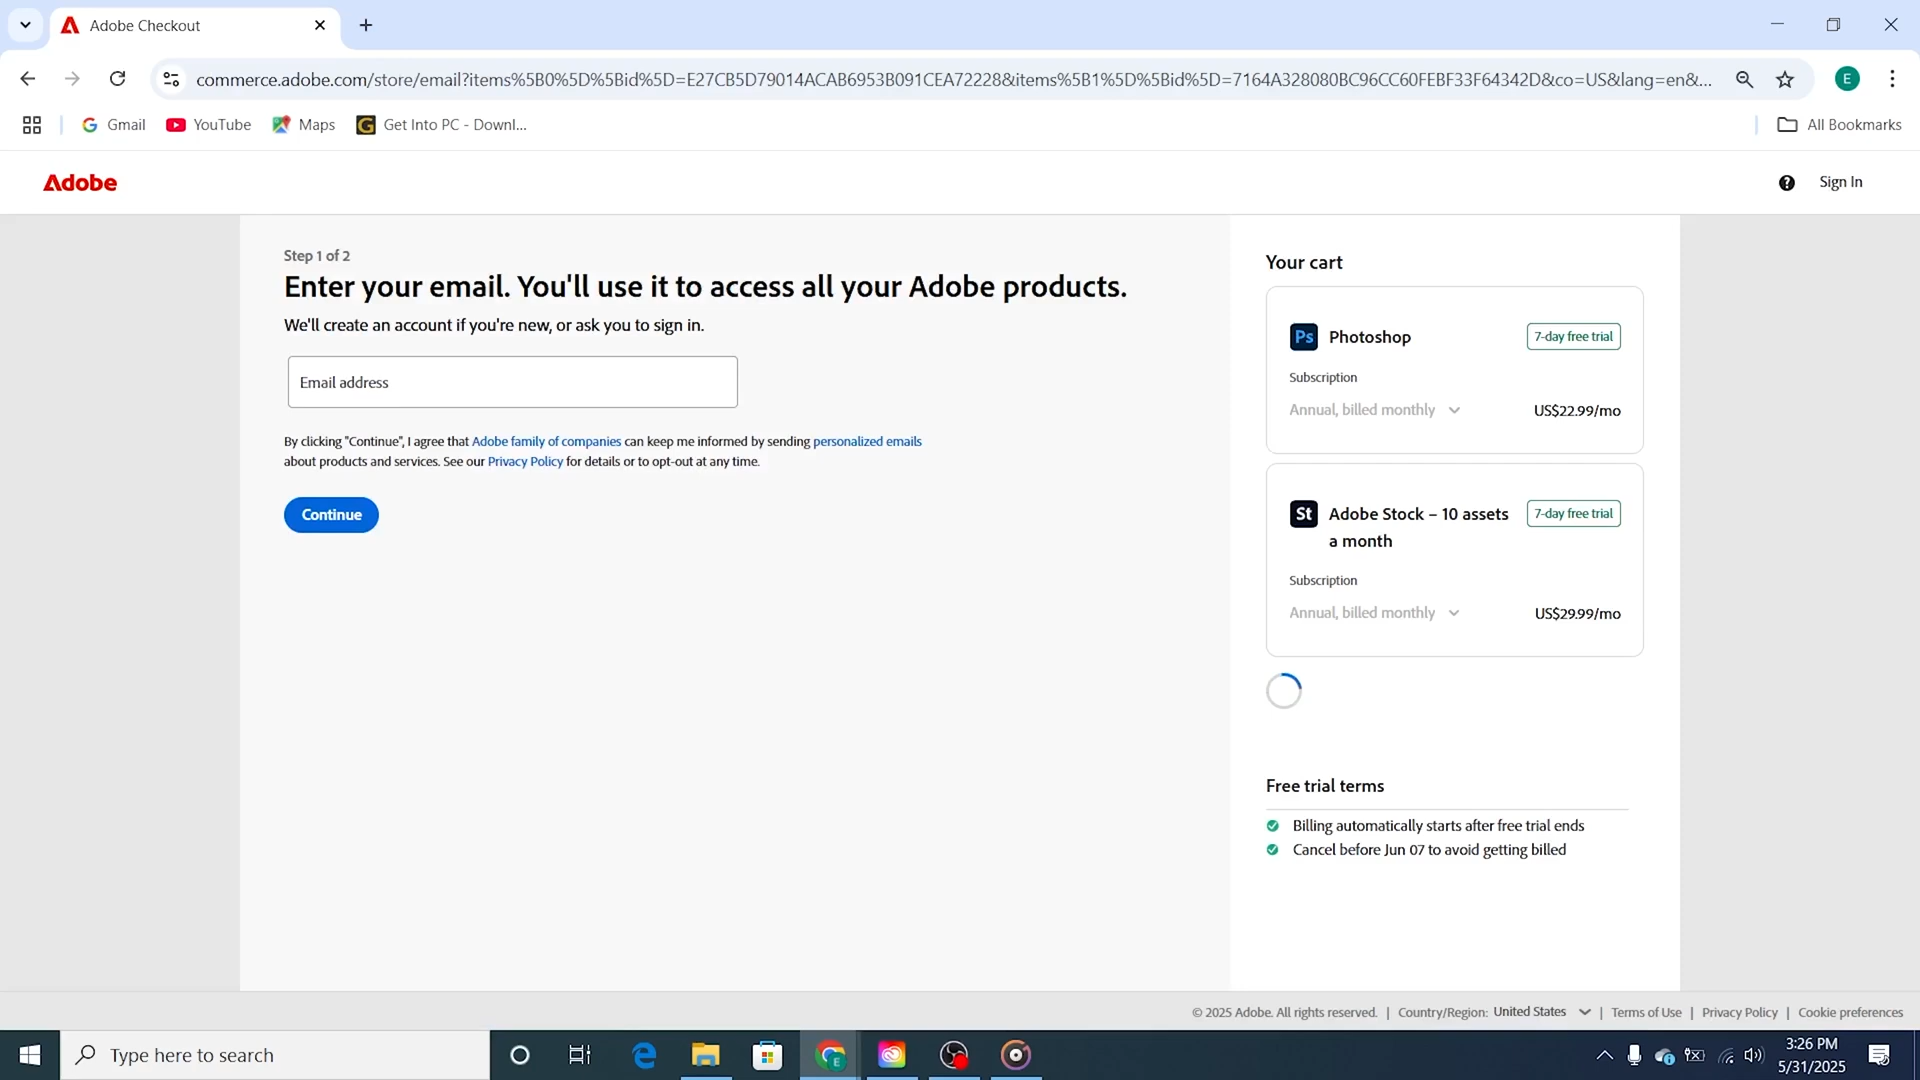 Adobe Checkout
commerce.adobe.com/store/email?items%5B0%5D%5Bid%5D=E27CB5D79014ACAB6953B091CEA72228&items%5B1%5D%5Bid%5D=7164A328080BC96CC60FEBF33F64342D&co=US&lang=en&...
E
Gmail
YouTube
Maps
Get Into PC - Downl...
All Bookmarks
Adobe
Sign In
Step 1 of 2
Enter your email. You'll use it to access all your Adobe products.
We'll create an account if you're new, or ask you to sign in.
Email address
By clicking "Continue", I agree that Adobe family of companies can keep me informed by sending personalized emails
about products and services. See our Privacy Policy for details or to opt-out at any time.
Continue
Your cart
Ps Photoshop 7-day free trial
Subscription
Annual, billed monthly US$22.99/mo
St Adobe Stock – 10 assets 7-day free trial
a month
Subscription
Annual, billed monthly US$29.99/mo
Free trial terms
Billing automatically starts after free trial ends
Cancel before Jun 07 to avoid getting billed
© 2025 Adobe. All rights reserved. | Country/Region: United States | Terms of Use | Privacy Policy | Cookie preferences
Type here to search
3:26 PM
5/31/2025